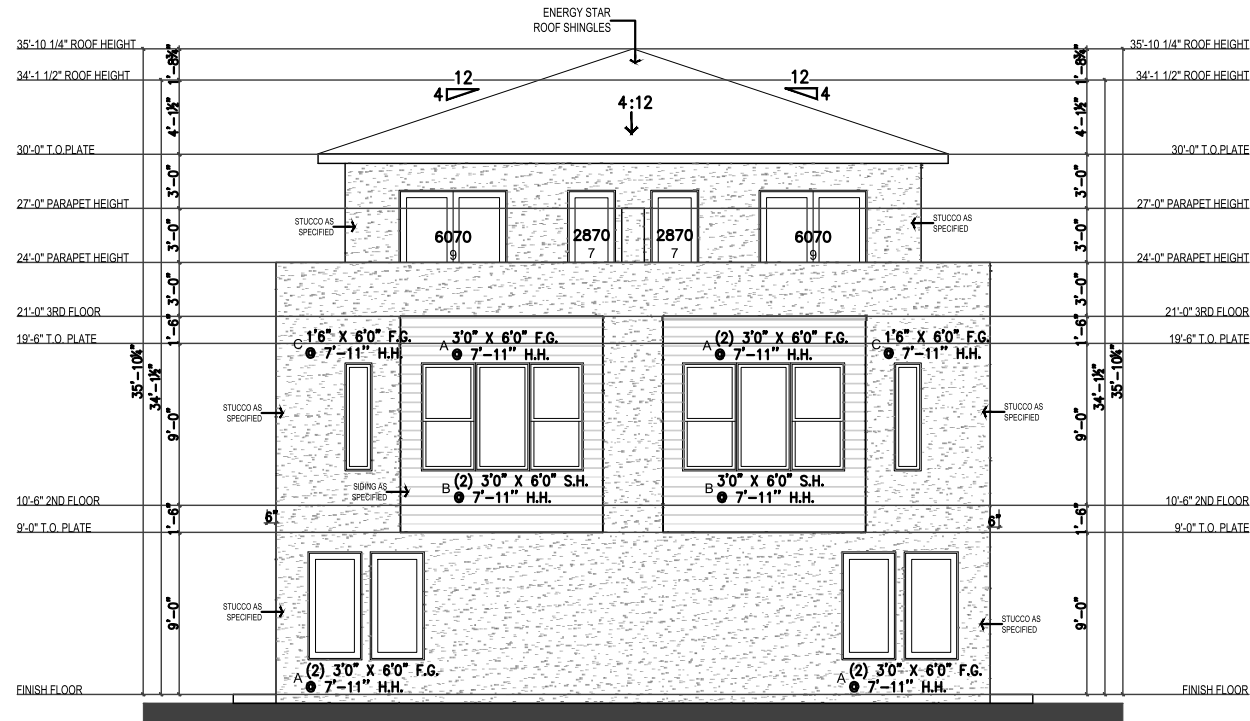 ENERGY STAR
ROOF SHINGLES
35'-10 1/4" ROOF HEIGHT
35'-10 1/4" ROOF HEIGHT
1'-8¾"
1'-8¾"
34'-1 1/2" ROOF HEIGHT
34'-1 1/2" ROOF HEIGHT
12
4
12
4
4:12
4'-1½"
4'-1½"
30'-0" T.O.PLATE
30'-0" T.O.PLATE
3'-0"
3'-0"
27'-0" PARAPET HEIGHT
27'-0" PARAPET HEIGHT
STUCCO AS
SPECIFIED
6070
9
2870
7
2870
7
6070
9
STUCCO AS
SPECIFIED
3'-0"
3'-0"
24'-0" PARAPET HEIGHT
24'-0" PARAPET HEIGHT
3'-0"
3'-0"
21'-0" 3RD FLOOR
21'-0" 3RD FLOOR
1'-6"
1'-6"
19'-6" T.O. PLATE
19'-6" T.O. PLATE
C 1'6" X 6'0" F.G.
@ 7'-11" H.H.
A 3'0" X 6'0" F.G.
@ 7'-11" H.H.
A (2) 3'0" X 6'0" F.G.
@ 7'-11" H.H.
C 1'6" X 6'0" F.G.
@ 7'-11" H.H.
35'-10¼"
34'-1½"
34'-1½"
35'-10¼"
9'-0"
9'-0"
STUCCO AS
SPECIFIED
STUCCO AS
SPECIFIED
SIDING AS
SPECIFIED
B (2) 3'0" X 6'0" S.H.
@ 7'-11" H.H.
B 3'0" X 6'0" S.H.
@ 7'-11" H.H.
10'-6" 2ND FLOOR
10'-6" 2ND FLOOR
6"
6"
1'-6"
1'-6"
9'-0" T.O. PLATE
9'-0" T.O. PLATE
9'-0"
9'-0"
STUCCO AS
SPECIFIED
STUCCO AS
SPECIFIED
A (2) 3'0" X 6'0" F.G.
@ 7'-11" H.H.
A (2) 3'0" X 6'0" F.G.
@ 7'-11" H.H.
FINISH FLOOR
FINISH FLOOR